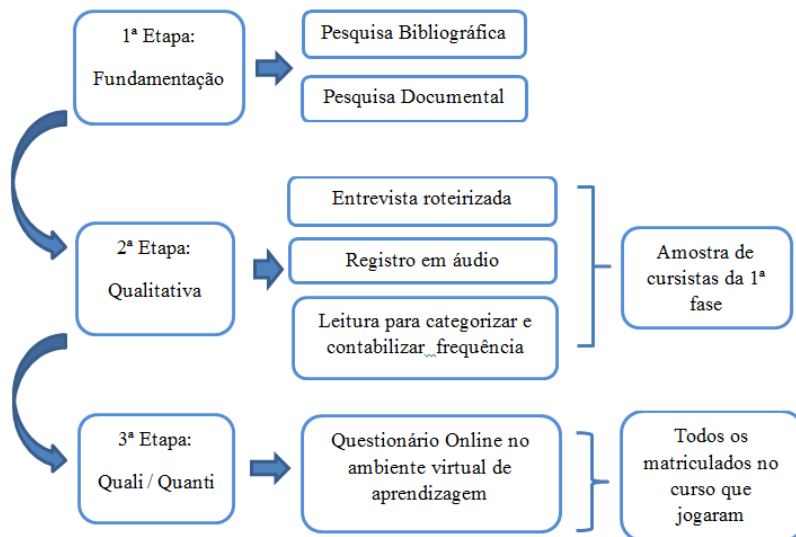 1ª Etapa:
Fundamentação
Pesquisa Bibliográfica
Pesquisa Documental
2ª Etapa:
Qualitativa
Entrevista roteirizada
Registro em áudio
Leitura para categorizar e
contabilizar frequência
Amostra de
cursistas da 1ª
fase
3ª Etapa:
Quali / Quanti
Questionário Online no
ambiente virtual de
aprendizagem
Todos os
matriculados no
curso que
jogaram